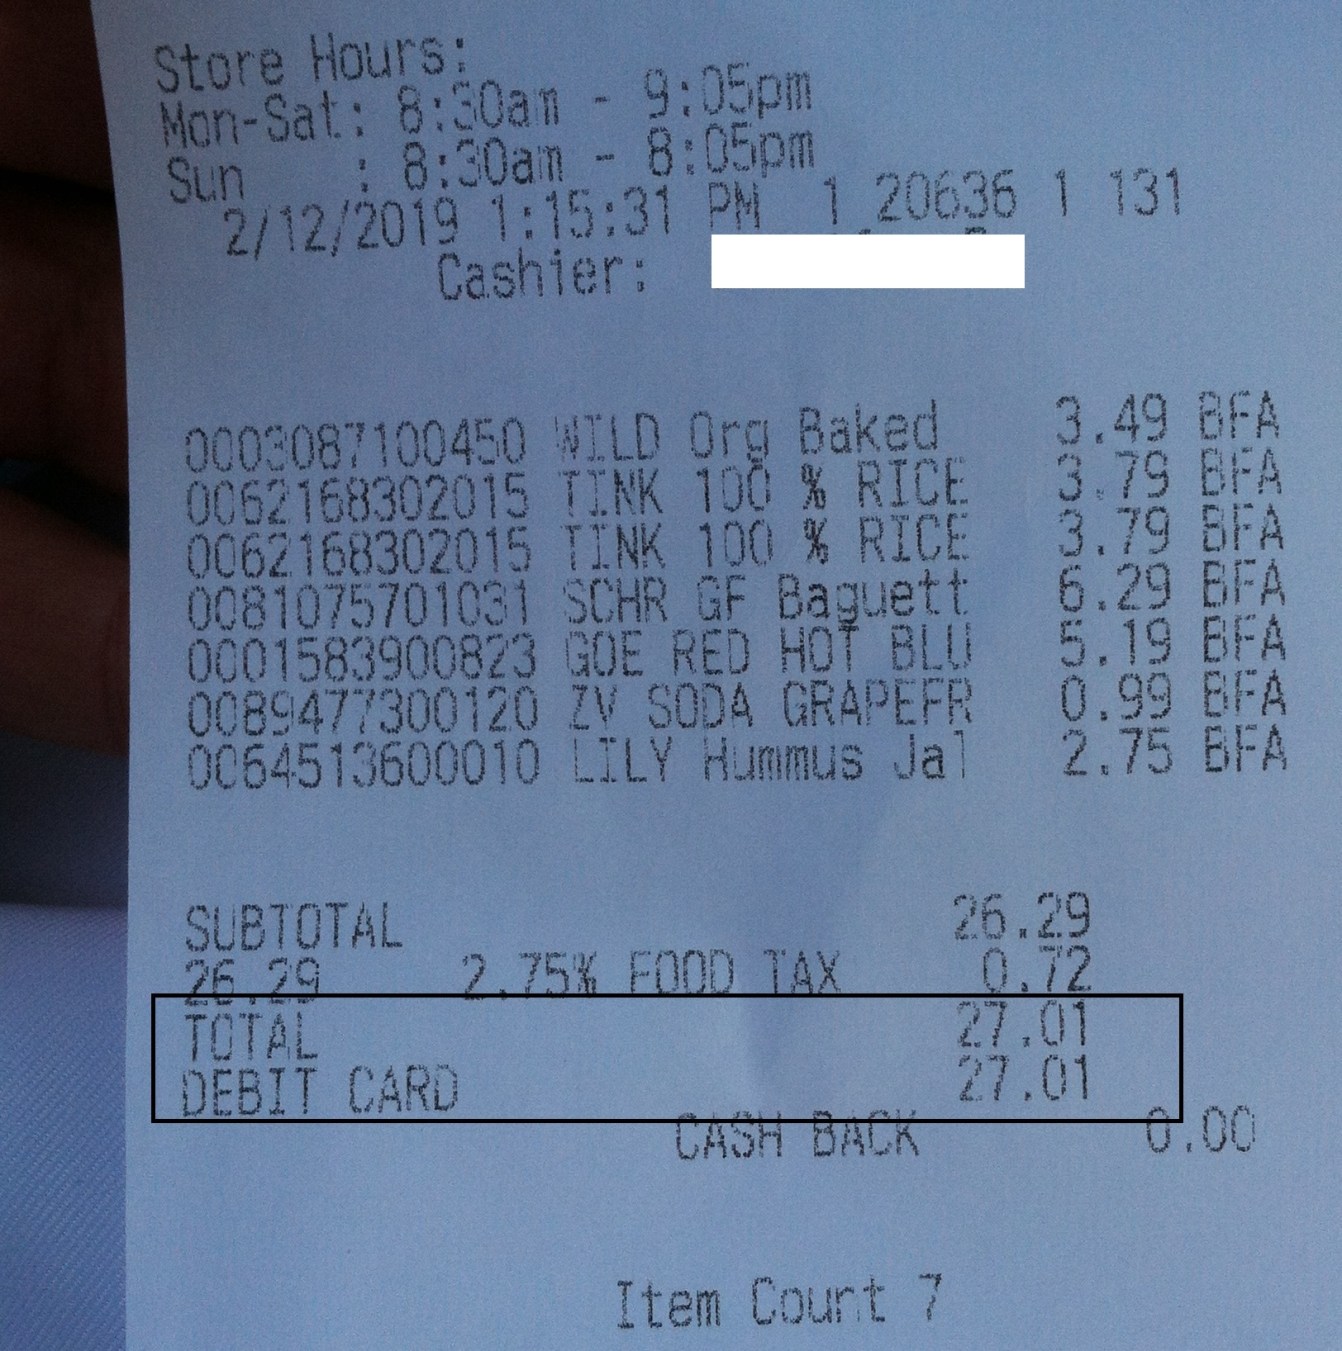 Store Hours:
Mon-Sat: 8:30am - 9:05pm
Sun : 8:30am - 8:05pm
2/12/2019 1:15:31 PM 1 20636 1 131
Cashier:
0003087100450 WILD Org Baked 3.49 BFA
0062168302015 TINK 100 % RICE 3.79 BFA
0062168302015 TINK 100 % RICE 3.79 BFA
0081075701031 SCHR GF Baguett 6.29 BFA
0001583900823 GOE RED HOT BLU 5.19 BFA
0089477300120 ZV SODA GRAPEFR 0.99 BFA
0064513600010 LILY Hummus Jal 2.75 BFA
SUBTOTAL 26.29
26.29 2.75% FOOD TAX 0.72
TOTAL 27.01
DEBIT CARD 27.01
CASH BACK 0.00
Item Count 7